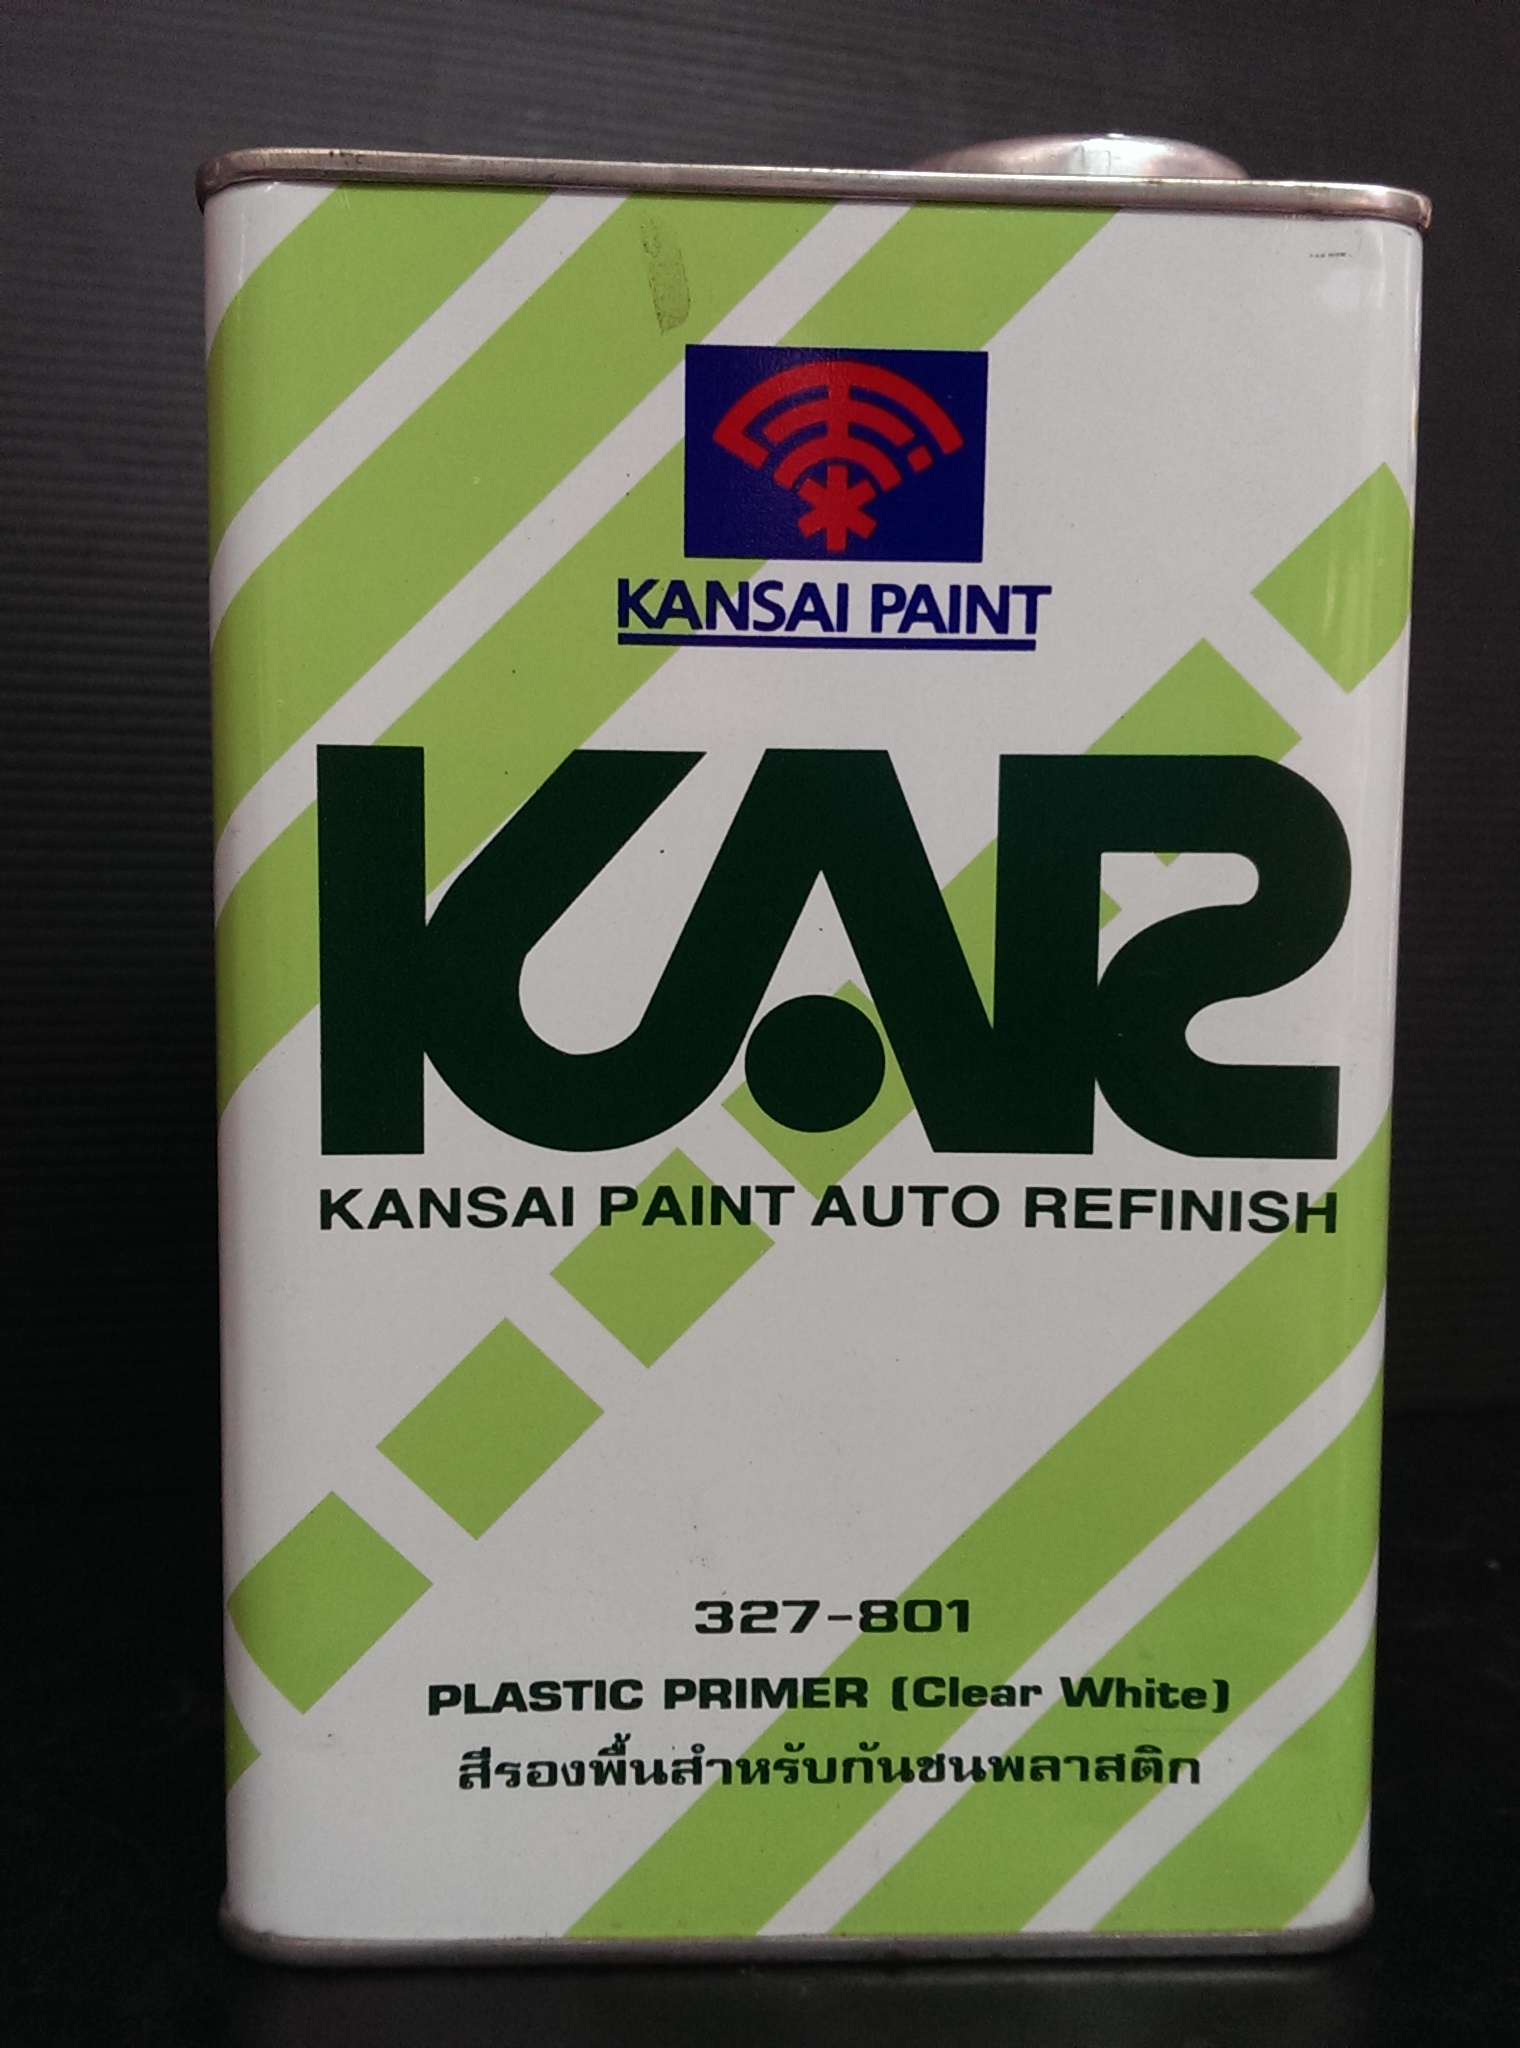 KANSAI PAINT
KAR
KANSAI PAINT AUTO REFINISH
327-801
PLASTIC PRIMER (Clear White)
สีรองพื้นสำหรับกันชนพลาสติก